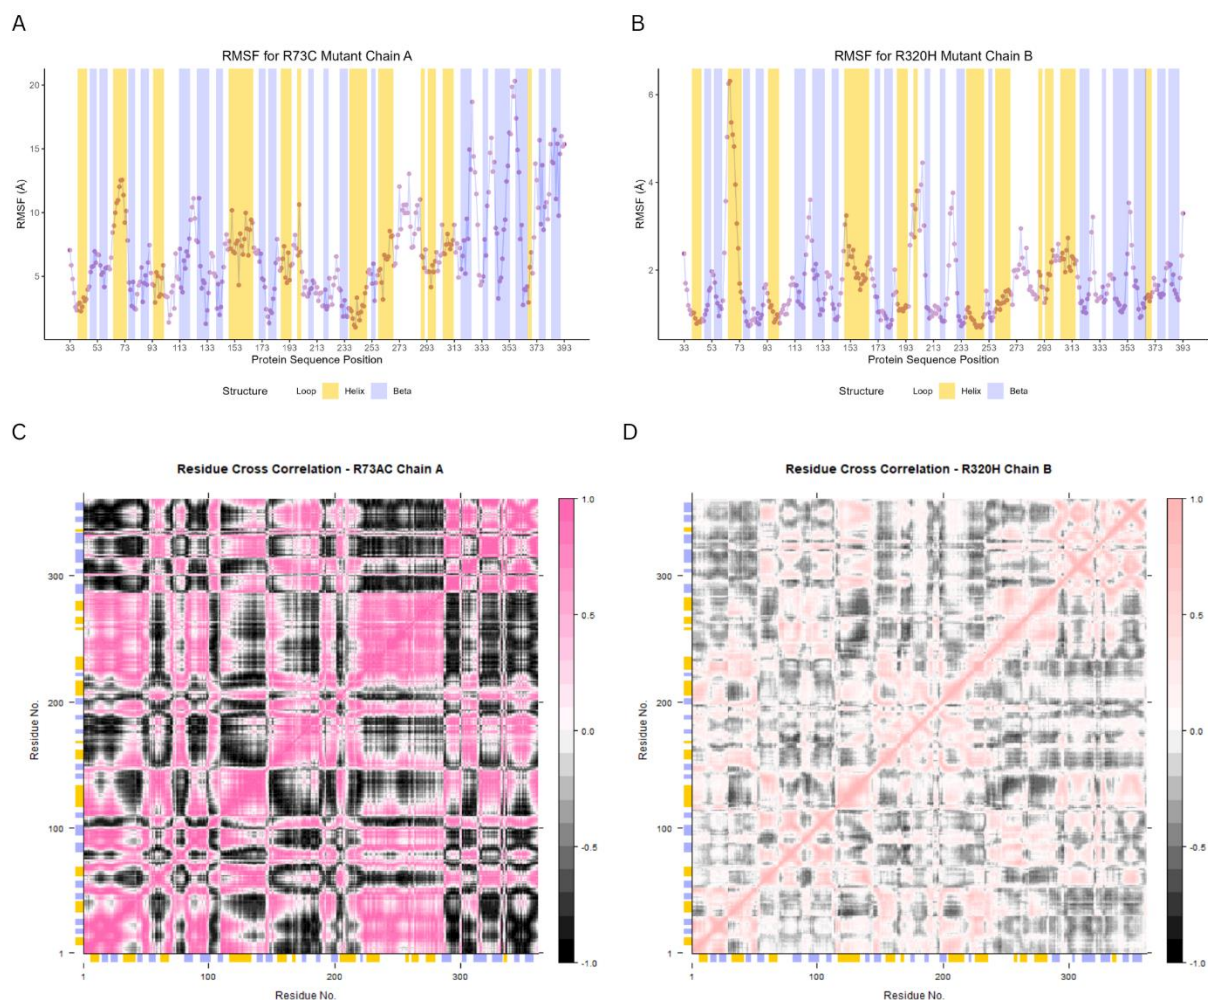 A
RMSF for R73C Mutant Chain A
20
15
10
5
RMSF (Å)
33 53 73 93 113 133 153 173 193 213 233 253 273 293 313 333 353 373 393
Protein Sequence Position
Structure Loop Helix Beta
B
RMSF for R320H Mutant Chain B
6
4
2
RMSF (Å)
33 53 73 93 113 133 153 173 193 213 233 253 273 293 313 333 353 373 393
Protein Sequence Position
Structure Loop Helix Beta
C
Residue Cross Correlation - R73AC Chain A
300
200
100
1
Residue No.
1 100 200 300
Residue No.
1.0
0.5
0.0
-0.5
-1.0
D
Residue Cross Correlation - R320H Chain B
300
200
100
1
Residue No.
1 100 200 300
Residue No.
1.0
0.5
0.0
-0.5
-1.0